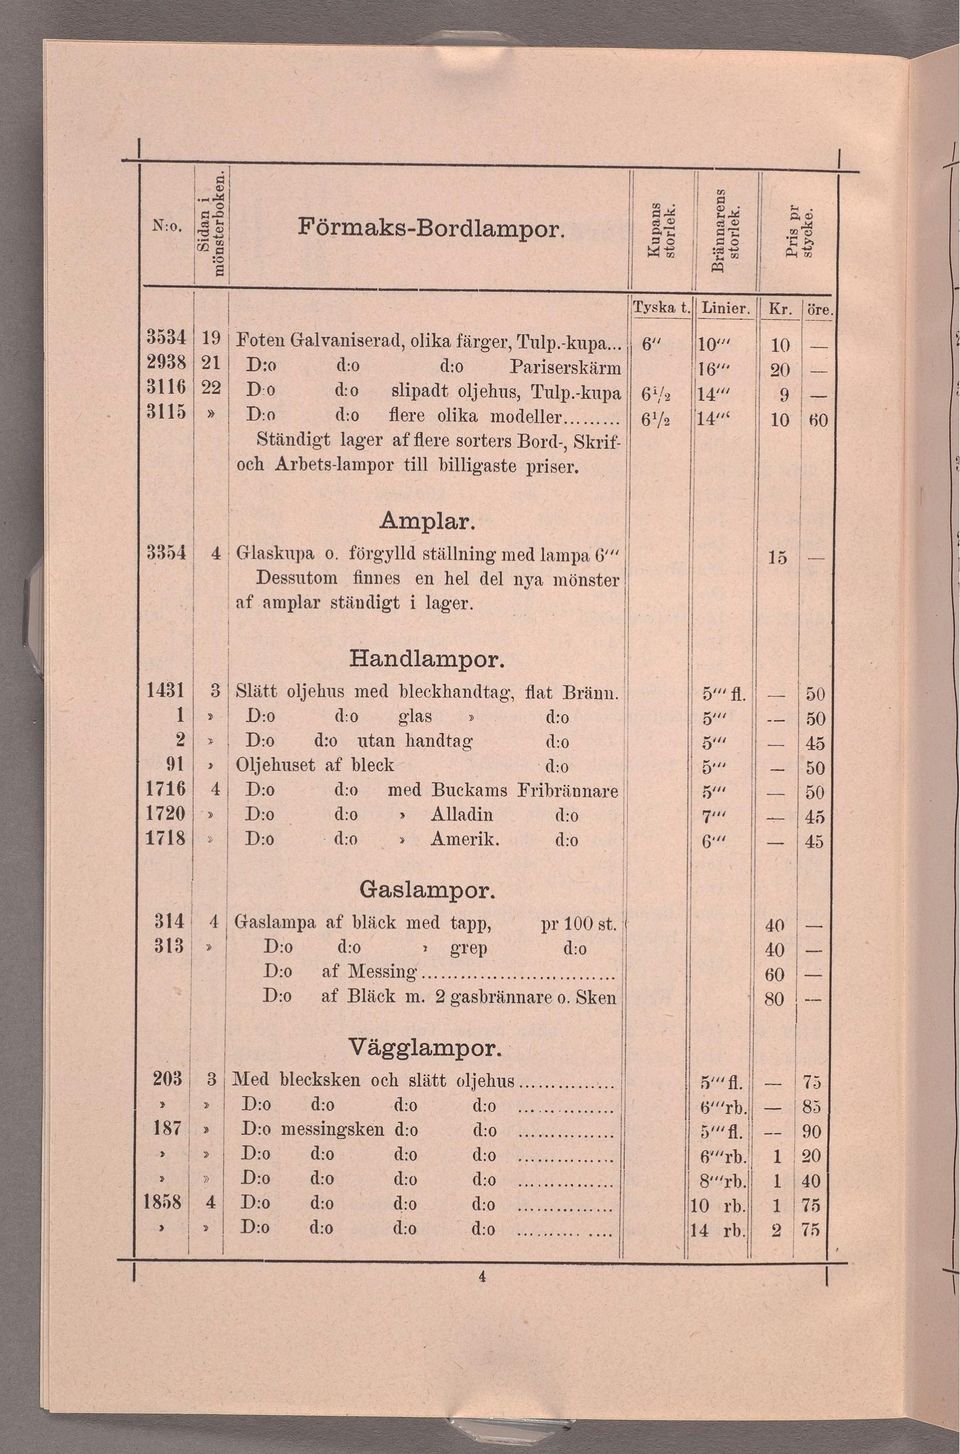 N:o. Sidan i mönsterboken. Förmaks-Bordlampor. Kupans storlek. Brännarens storlek. Pris pr stycke.
Tyska t. Linier. Kr. öre.
3534 19 Foten Galvaniserad, olika färger, Tulp.-kupa... 6" 10''' 10 —
2938 21 D:o d:o d:o Pariserskärm 16''' 20 —
3116 22 D:o d:o slipadt oljehus, Tulp.-kupa 6½ 14''' 9 —
3115 » D:o d:o flere olika modeller......... 6½ 14''' 10 60
Ständigt lager af flere sorters Bord-, Skrif-
och Arbets-lampor till billigaste priser.
Amplar.
3354 4 Glaskupa o. förgylld ställning med lampa 6''' 15 —
Dessutom finnes en hel del nya mönster
af amplar ständigt i lager.
Handlampor.
1431 3 Slätt oljehus med bleckhandtag, flat Bränn. 5''' fl. — 50
1 » D:o d:o glas » d:o 5''' — 50
2 » D:o d:o utan handtag d:o 5''' — 45
91 » Oljehuset af bleck d:o 5''' — 50
1716 4 D:o d:o med Buckams Fribrännare 5''' — 50
1720 » D:o d:o » Alladin d:o 7''' — 45
1718 » D:o d:o » Amerik. d:o 6''' — 45
Gaslampor.
314 4 Gaslampa af bläck med tapp, pr 100 st. 40 —
313 » D:o d:o » grep d:o 40 —
D:o af Messing.............................. 60 —
D:o af Bläck m. 2 gasbrännare o. Sken 80 —
Vägglampor.
203 3 Med blecksken och slätt oljehus............... 5''' fl. — 75
» » D:o d:o d:o d:o ............... 6'''rb. — 85
187 » D:o messingsken d:o d:o ............... 5''' fl. — 90
» » D:o d:o d:o d:o ............... 6'''rb. 1 20
» » D:o d:o d:o d:o ............... 8'''rb. 1 40
1858 4 D:o d:o d:o d:o ............... 10 rb. 1 75
» » D:o d:o d:o d:o ............... 14 rb. 2 75
4